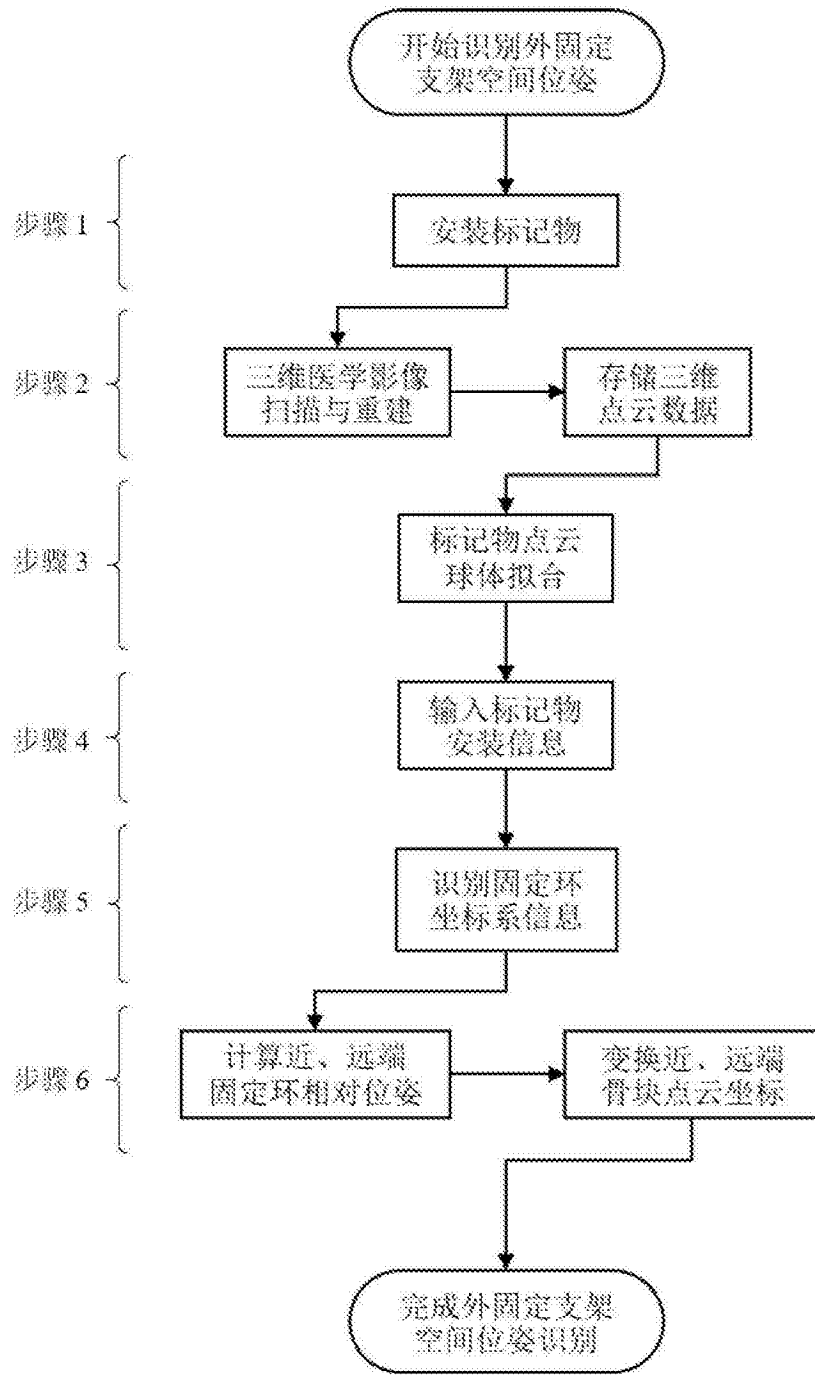 开始识别外固定
支架空间位姿
步骤 1
安装标记物
步骤 2
三维医学影像
扫描与重建
存储三维
点云数据
步骤 3
标记物点云
球体拟台
步骤 4
输入标记物
安装信息
步骤 5
识别固定环
坐标系信息
步骤 6
计算近、远端
固定环相对位姿
变换近、远端
骨块点云坐标
完成外固定支架
空间位姿识别